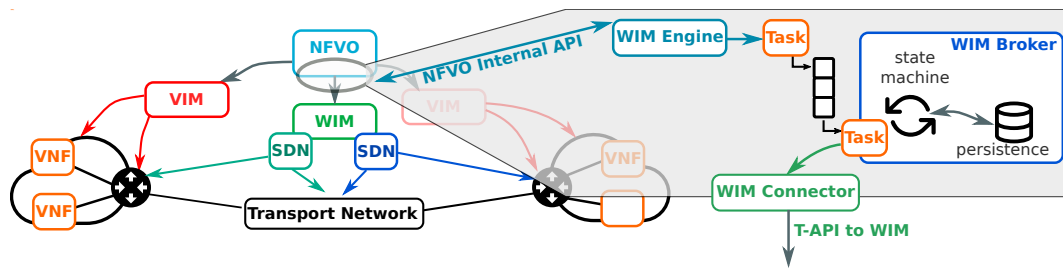 NFVO
VIM
WIM
SDN
SDN
VNF
VNF
Transport Network
VIM
VNF
NFVO Internal API
WIM Engine
Task
WIM Broker
state
machine
persistence
Task
WIM Connector
T-API to WIM